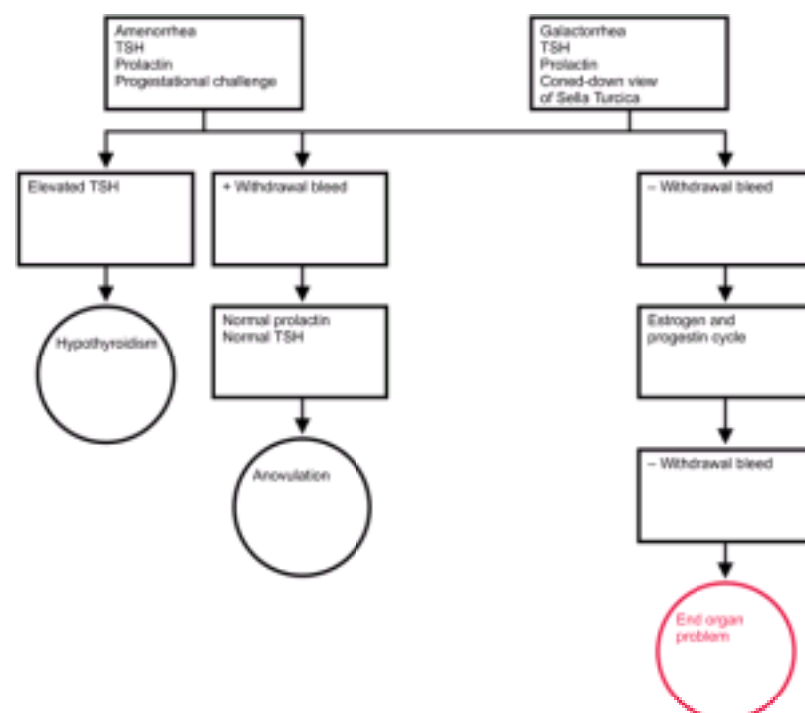 Amenorrhea
TSH
Prolactin
Progestational challenge
Galactorrhea
TSH
Prolactin
Coned-down view
of Sella Turcica
Elevated TSH
+ Withdrawal bleed
– Withdrawal bleed
Hypothyroidism
Normal prolactin
Normal TSH
Estrogen and
progestin cycle
Anovulation
– Withdrawal bleed
End organ
problem